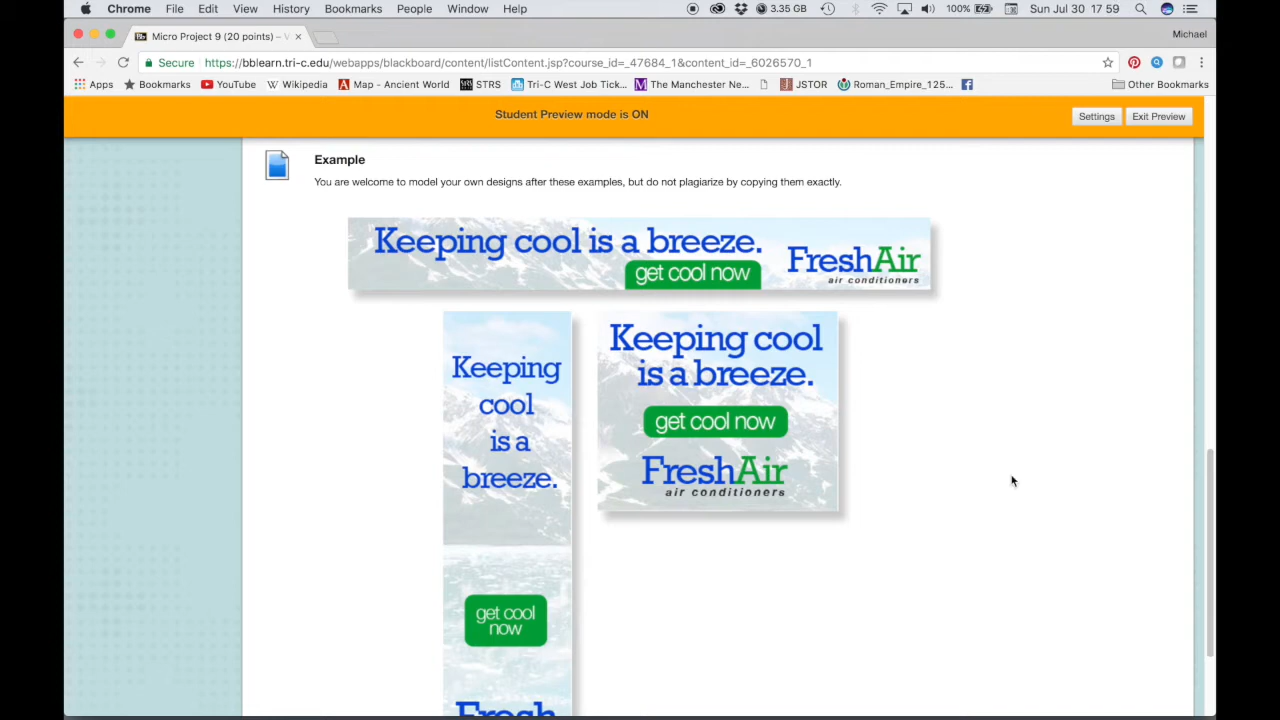 Chrome File Edit View History Bookmarks People Window Help 3.35 GB 100% Sun Jul 30 17 59
Bb Micro Project 9 (20 points) – V × Michael
Secure https://bblearn.tri-c.edu/webapps/blackboard/content/listContent.jsp?course_id=_47684_1&content_id=_6026570_1
Apps Bookmarks YouTube Wikipedia Map - Ancient World STRS Tri-C West Job Tick... The Manchester Ne... JSTOR Roman_Empire_125... Other Bookmarks
Student Preview mode is ON Settings Exit Preview
Example
You are welcome to model your own designs after these examples, but do not plagiarize by copying them exactly.
Keeping cool is a breeze.
get cool now
FreshAir
air conditioners
Keeping
cool
is a
breeze.
get cool
now
Fresh
Keeping cool
is a breeze.
get cool now
FreshAir
air conditioners